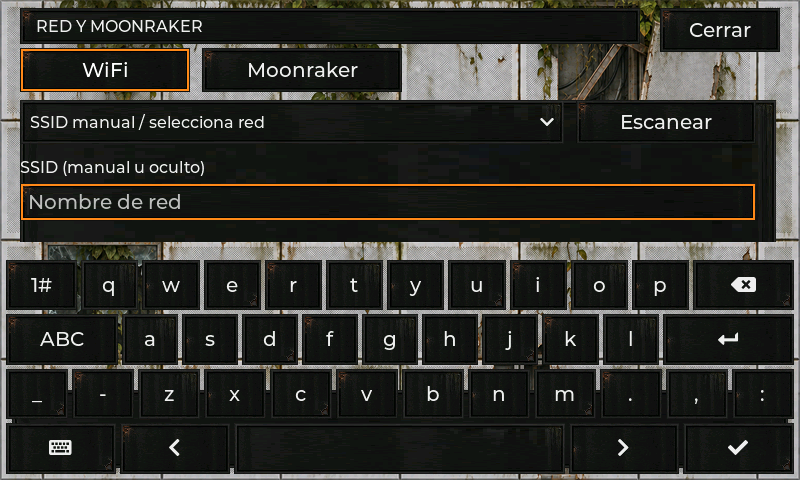 RED Y MOONRAKER
Cerrar
WiFi
Moonraker
SSID manual / selecciona red
Escanear
SSID (manual u oculto)
Nombre de red
1# q w e r t y u i o p
ABC a s d f g h j k l
_ - z x c v b n m . , :